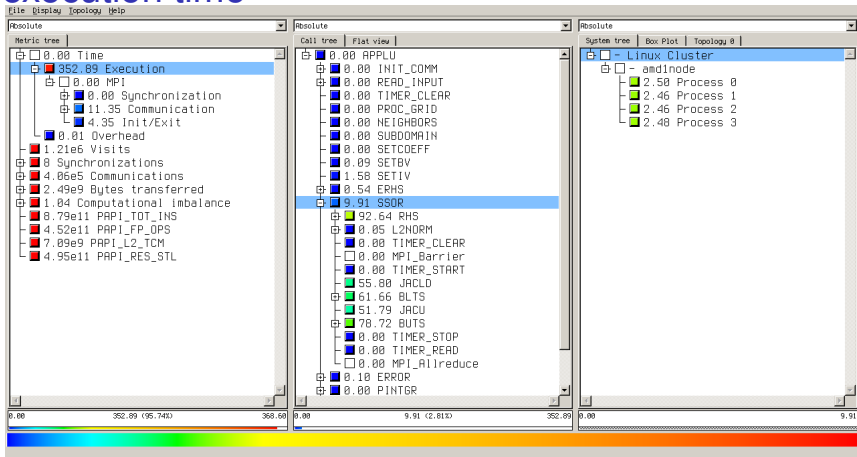 execution time
File Display Topology Help
Absolute
Absolute
Absolute
Metric tree
Call tree Flat view
System tree Box Plot Topology 0
0.00 Time
352.89 Execution
0.00 MPI
0.00 Synchronization
11.35 Communication
4.35 Init/Exit
0.01 Overhead
1.21e6 Visits
8 Synchronizations
4.06e5 Communications
2.49e9 Bytes transferred
1.04 Computational imbalance
8.79e11 PAPI_TOT_INS
4.52e11 PAPI_FP_OPS
7.09e9 PAPI_L2_TCM
4.95e11 PAPI_RES_STL
0.00 APPLU
0.00 INIT_COMM
0.00 READ_INPUT
0.00 TIMER_CLEAR
0.00 PROC_GRID
0.00 NEIGHBORS
0.00 SUBDOMAIN
0.00 SETCOEFF
0.09 SETBV
1.58 SETIV
0.54 ERHS
9.91 SSOR
92.64 RHS
0.05 L2NORM
0.00 TIMER_CLEAR
0.00 MPI_Barrier
0.00 TIMER_START
55.80 JACLD
61.66 BLTS
51.79 JACU
78.72 BUTS
0.00 TIMER_STOP
0.00 TIMER_READ
0.00 MPI_Allreduce
0.10 ERROR
0.00 PINTGR
- Linux Cluster
- amd1node
2.50 Process 0
2.46 Process 1
2.46 Process 2
2.48 Process 3
0.00 352.89 (95.74%) 368.60
0.00 9.91 (2.81%) 352.89
0.00 9.91